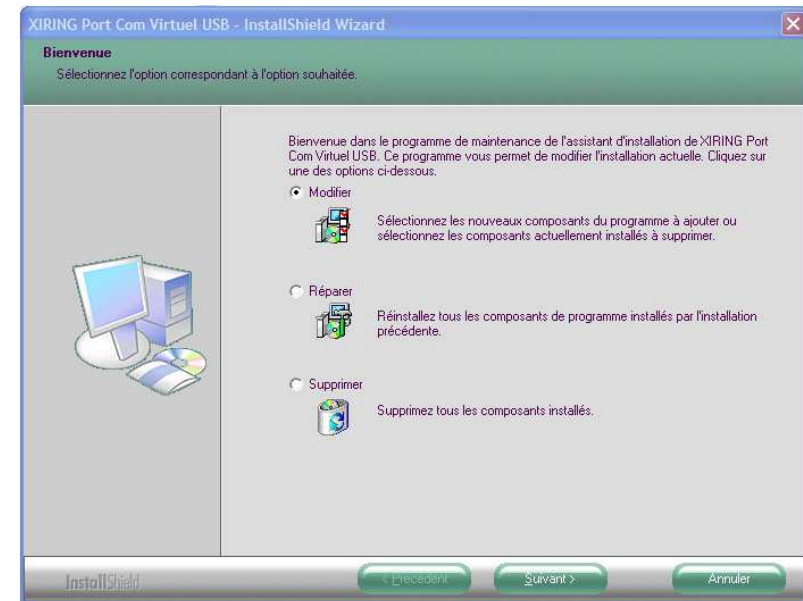 XIRING Port Com Virtuel USB - InstallShield Wizard
Bienvenue
Sélectionnez l'option correspondant à l'option souhaitée.
Bienvenue dans le programme de maintenance de l'assistant d'installation de XIRING Port
Com Virtuel USB. Ce programme vous permet de modifier l'installation actuelle. Cliquez sur
une des options ci-dessous.
Modifier
Sélectionnez les nouveaux composants du programme à ajouter ou
sélectionnez les composants actuellement installés à supprimer.
Réparer
Réinstallez tous les composants de programme installés par l'installation
précédente.
Supprimer
Supprimez tous les composants installés.
InstallShield
< Précédent
Suivant >
Annuler